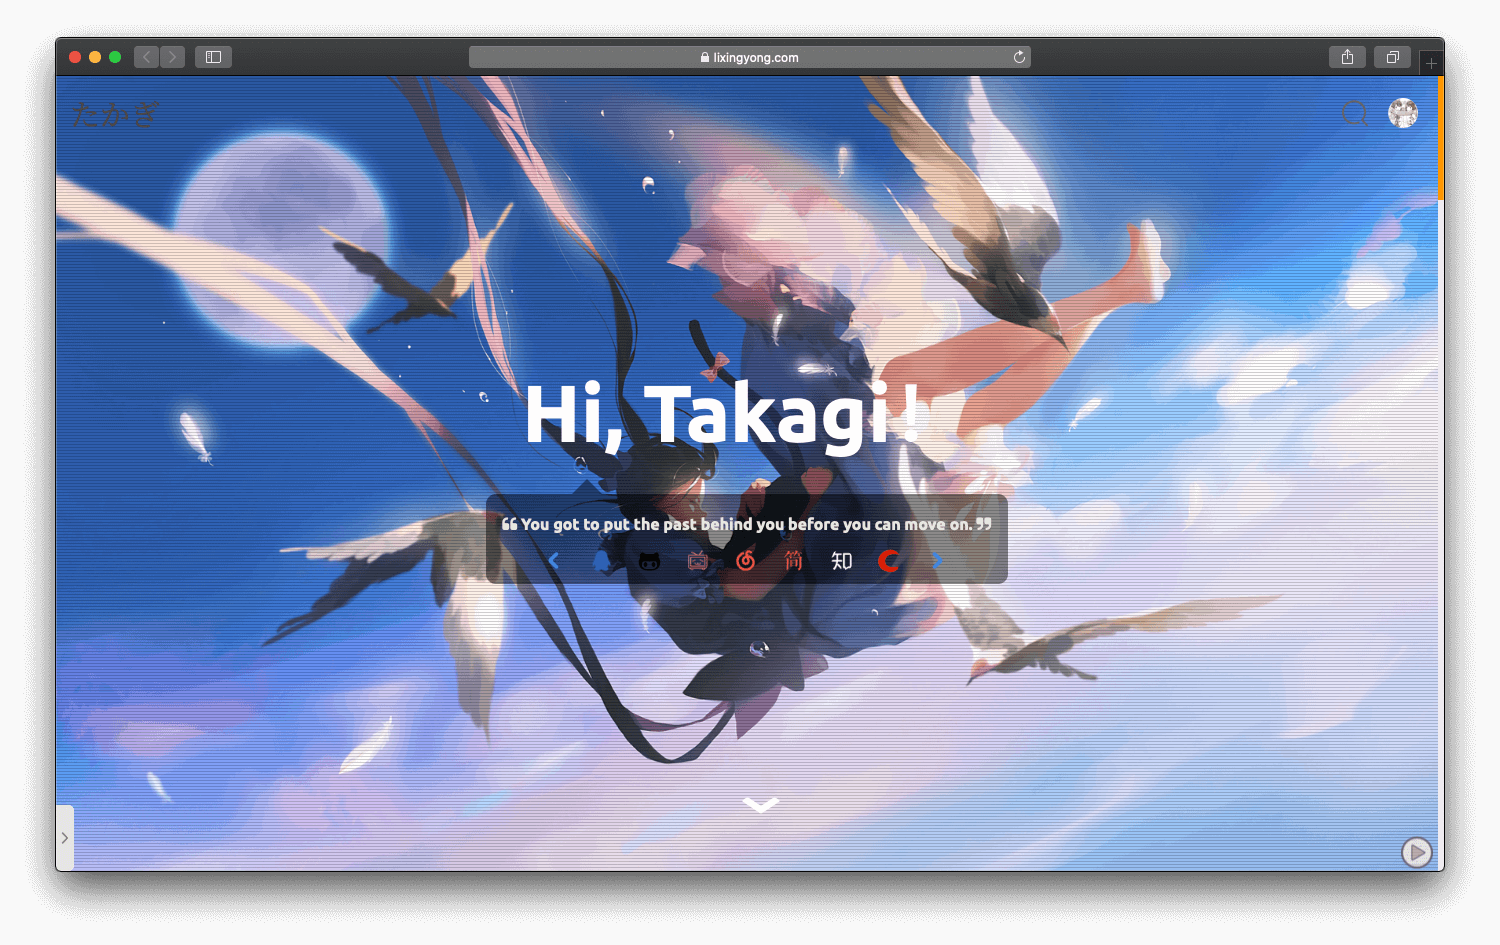 lixingyong.com
たかぎ
Hi, Takagi!
❝ You got to put the past behind you before you can move on. ❞
简 知